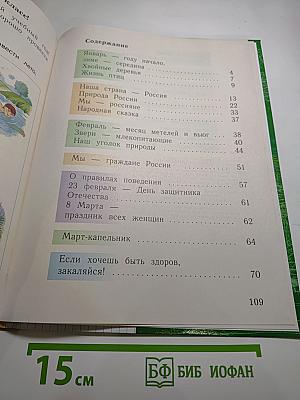 Содержание
Январь — году начало,
зиме — середина
Хвойные деревья 4
Жизнь птиц 7
9
Наша страна — Россия
Природа России 13
Мы — россияне 22
Народная сказка 33
37
Февраль — месяц метелей и вьюг 38
Звери — млекопитающие 40
Наш уголок природы 44
Мы — граждане России 51
О правилах поведения 57
23 февраля — День защитника
Отечества 61
8 Марта —
праздник всех женщин 62
Март-капельник 64
Если хочешь быть здоров,
закаляйся! 70
109
15 см
БФ БИБ ИОФАН